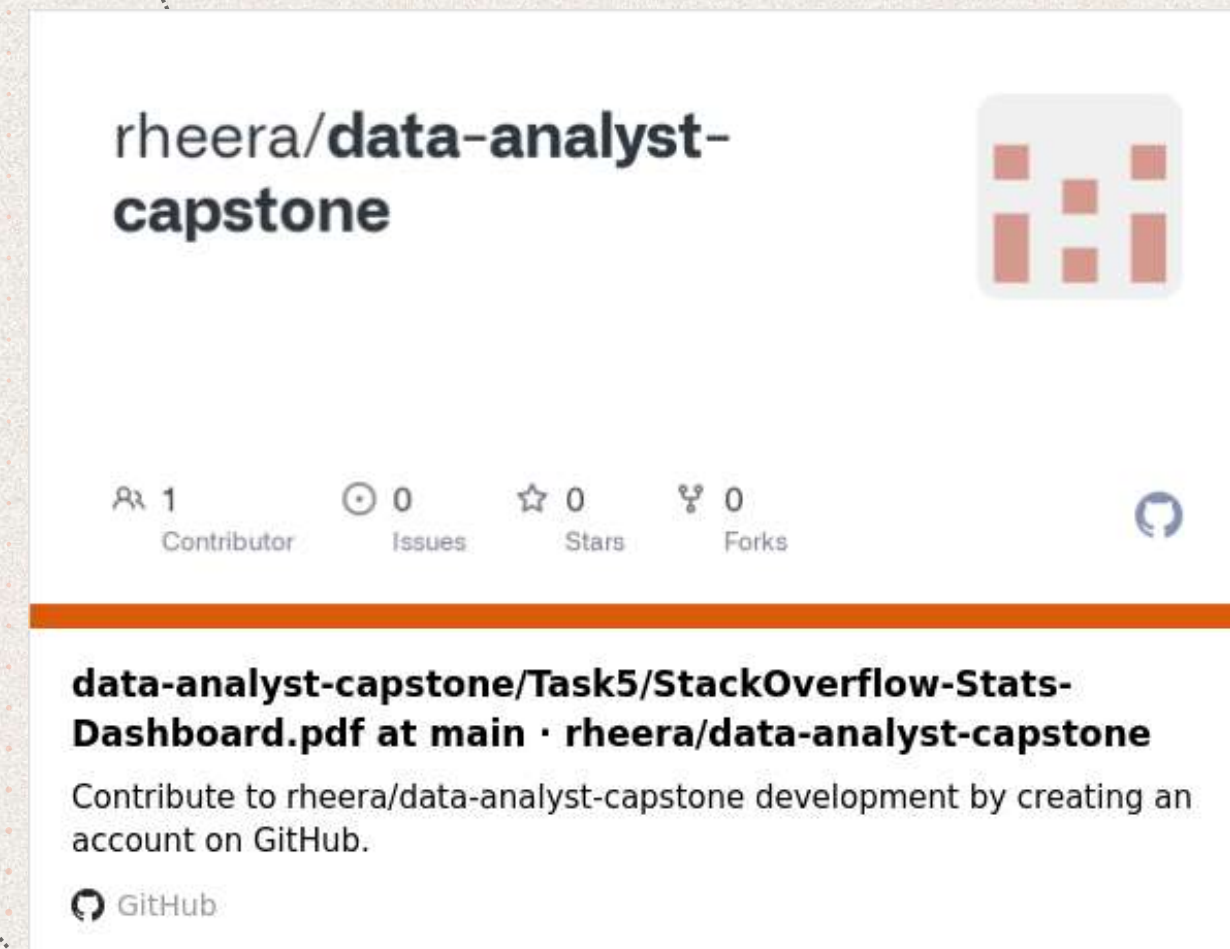 rheera/data-analyst-
capstone
1 0 0 0
Contributor Issues Stars Forks
data-analyst-capstone/Task5/StackOverflow-Stats-
Dashboard.pdf at main · rheera/data-analyst-capstone
Contribute to rheera/data-analyst-capstone development by creating an
account on GitHub.
GitHub